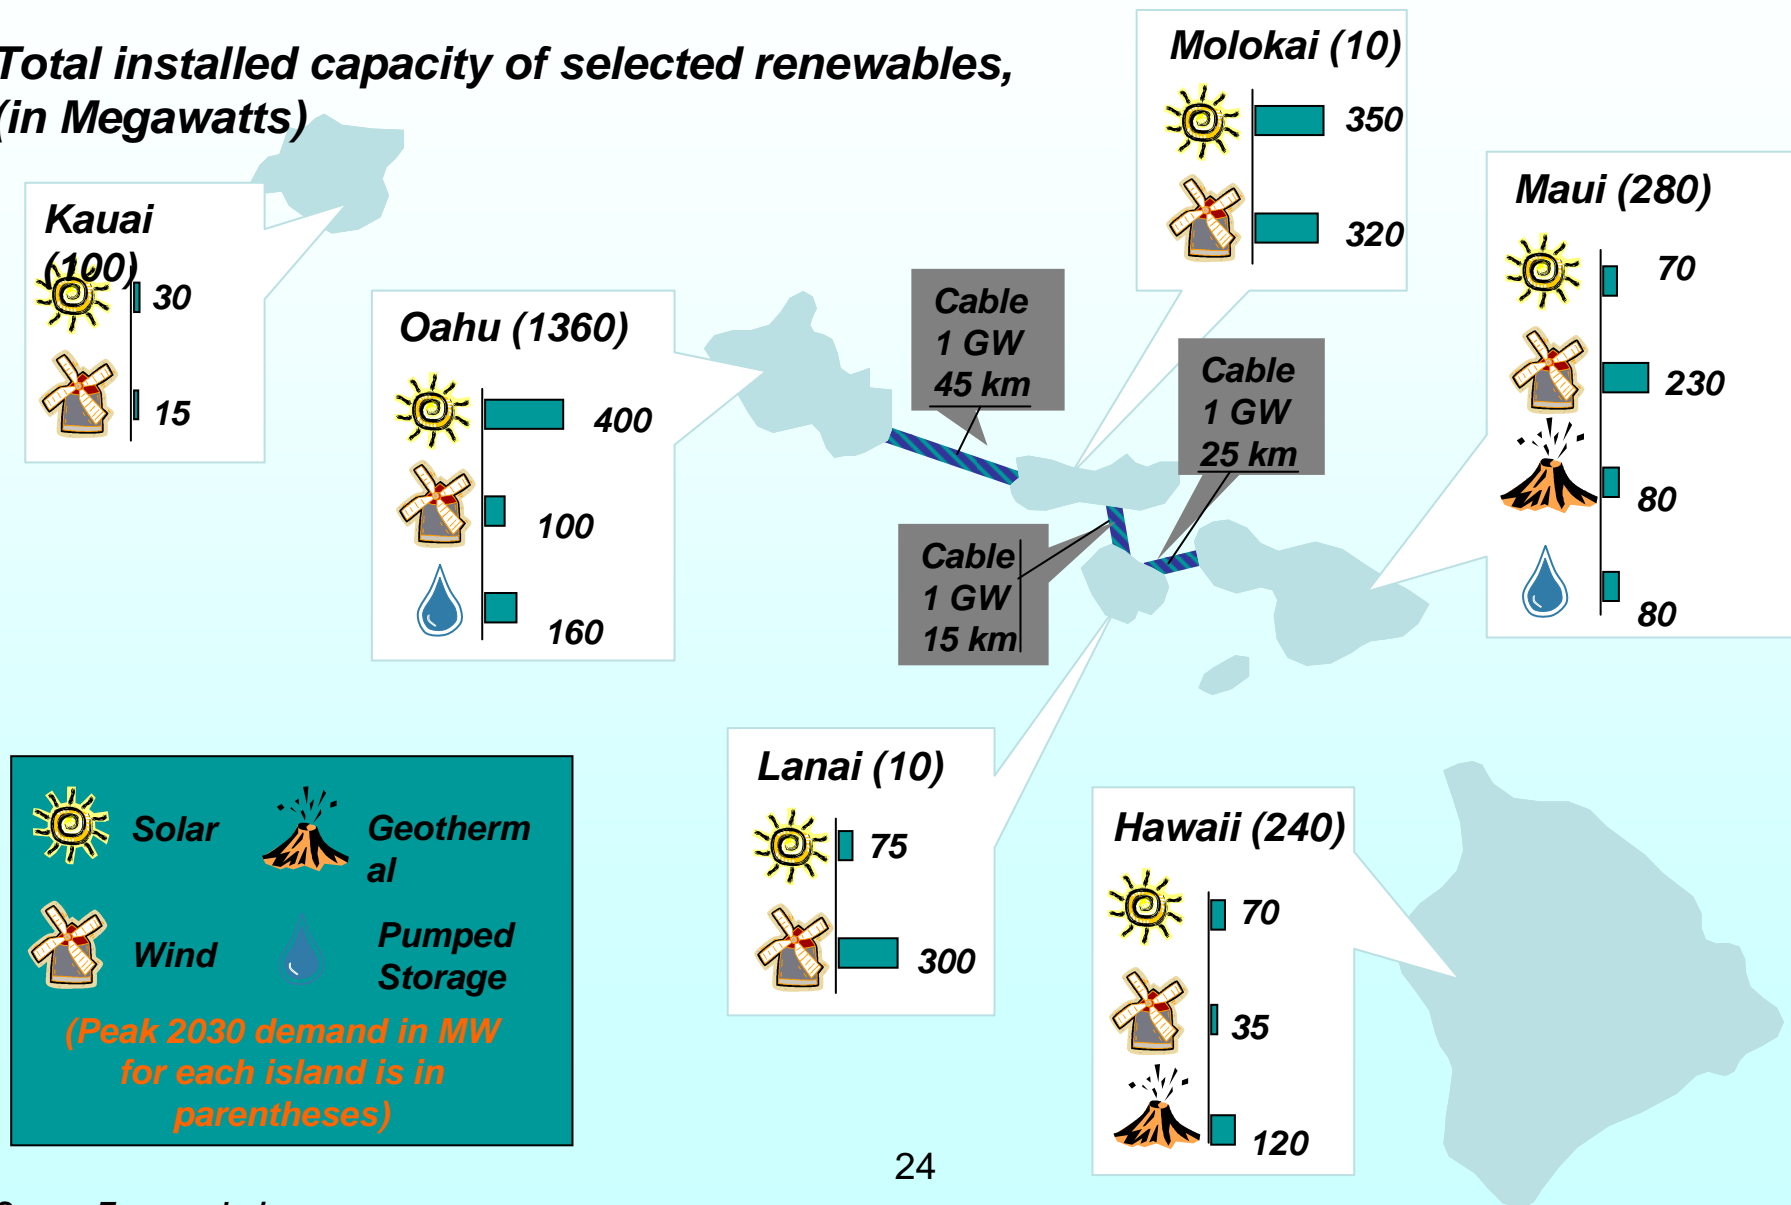 Total installed capacity of selected renewables,
(in Megawatts)
Kauai
(100)
30
15
Oahu (1360)
400
100
160
Cable
1 GW
45 km
Molokai (10)
350
320
Cable
1 GW
25 km
Maui (280)
70
230
80
80
Cable
1 GW
15 km
Lanai (10)
75
300
Hawaii (240)
70
35
120
Solar
Geotherm
al
Wind
Pumped
Storage
(Peak 2030 demand in MW
for each island is in
parentheses)
24